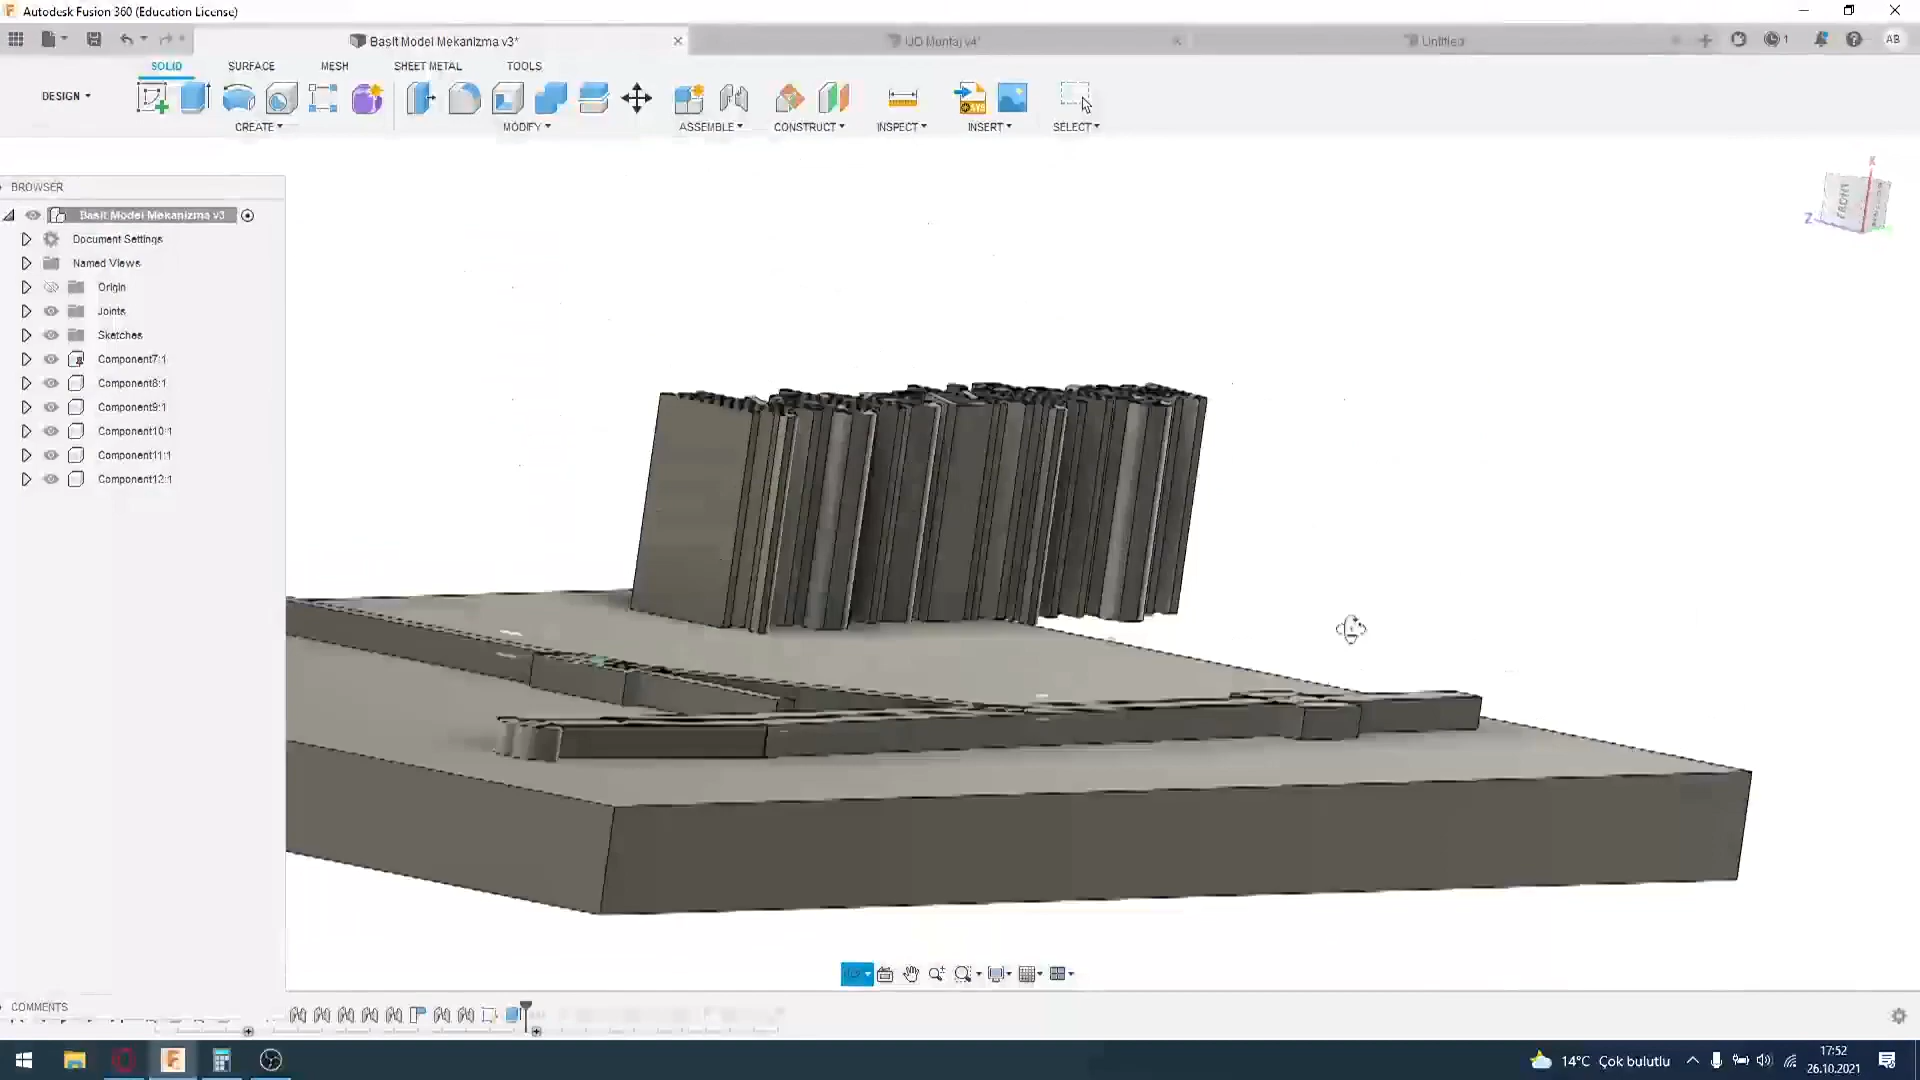 Autodesk Fusion 360 (Education License)
Basit Model Mekanizma v3*
UO Montaj v4*
Untitled
1
AB
SOLID
SURFACE
MESH
SHEET METAL
TOOLS
DESIGN
CREATE
MODIFY
ASSEMBLE
CONSTRUCT
INSPECT
INSERT
SELECT
BROWSER
Basit Model Mekanizma v3
Document Settings
Named Views
Origin
Joints
Sketches
Component7:1
Component8:1
Component9:1
Component10:1
Component11:1
Component12:1
X
FRONT
Z
COMMENTS
14°C Çok bulutlu
17:52
26.10.2021